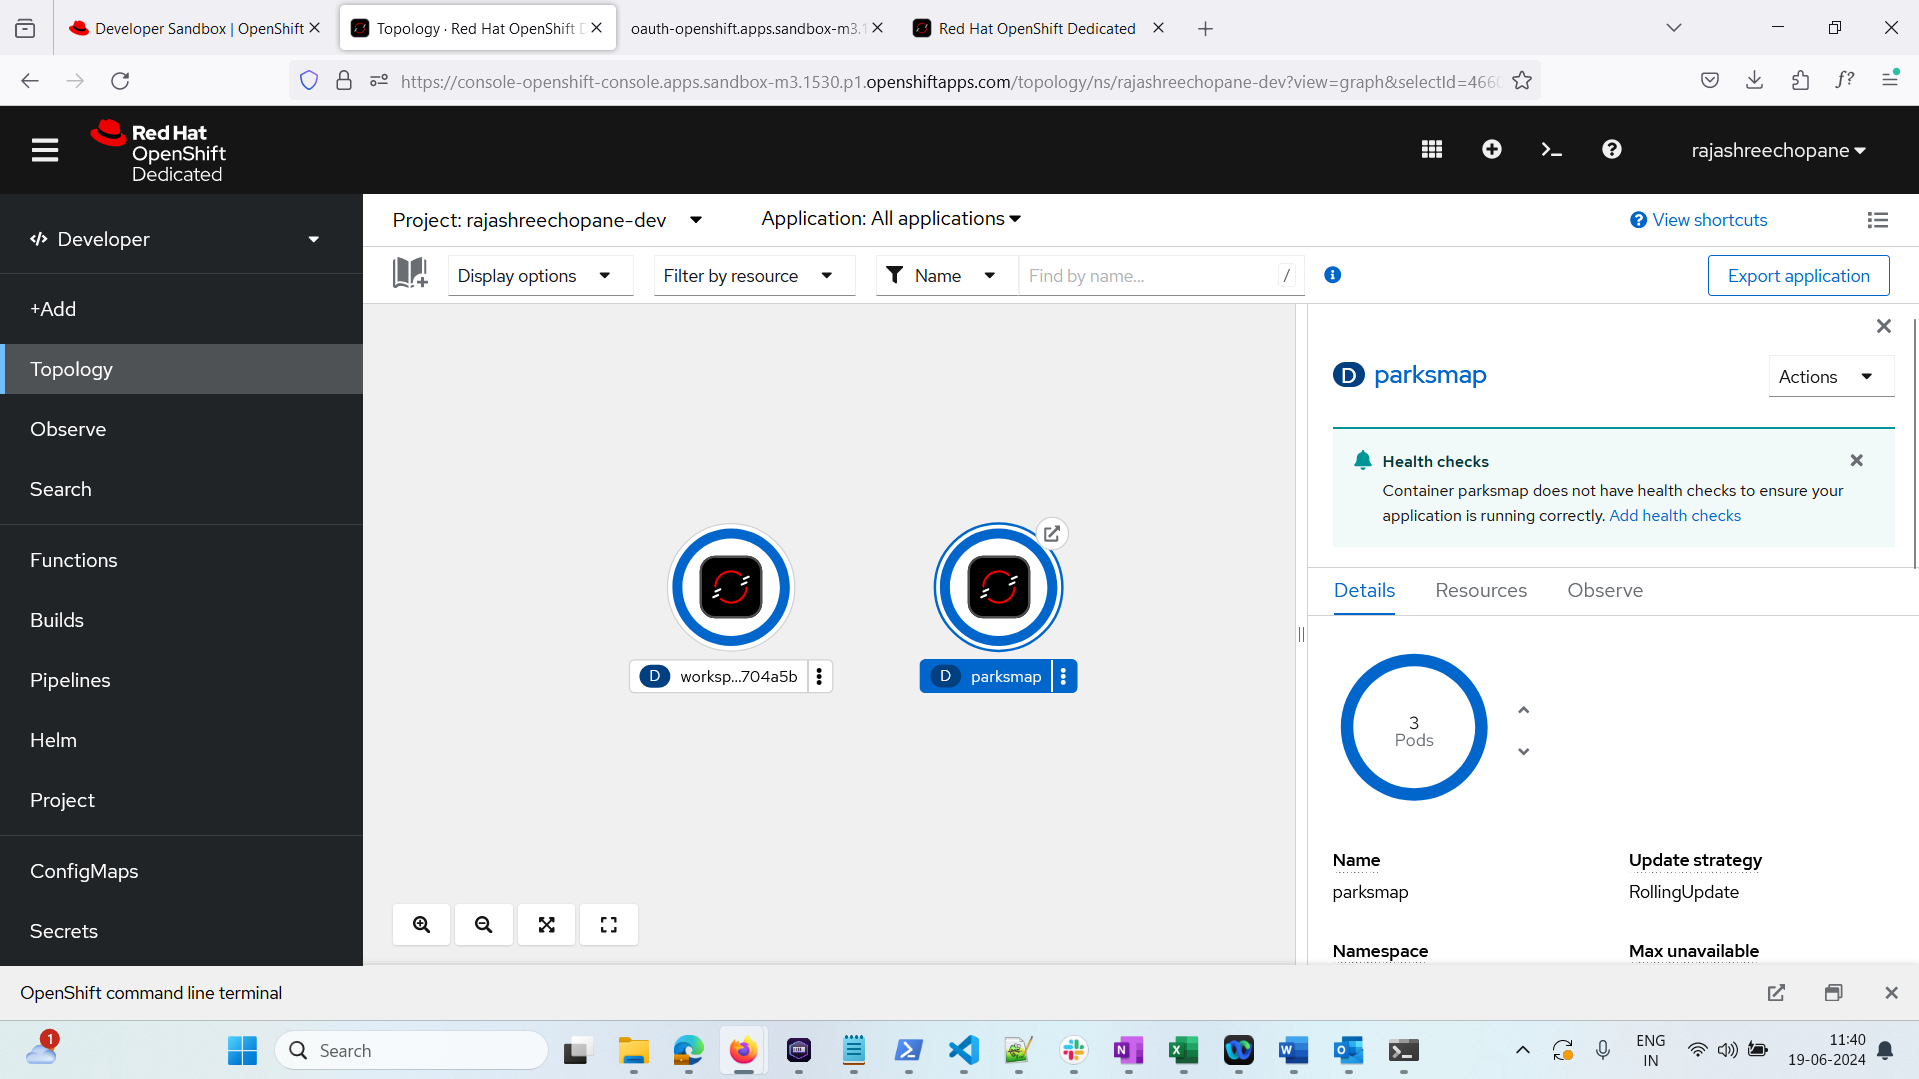 Developer Sandbox | OpenShift
Topology · Red Hat OpenShift D
oauth-openshift.apps.sandbox-m3.1
Red Hat OpenShift Dedicated
https://console-openshift-console.apps.sandbox-m3.1530.p1.openshiftapps.com/topology/ns/rajashreechopane-dev?view=graph&selectId=4660
Red Hat
OpenShift
Dedicated
rajashreechopane
Developer
Project: rajashreechopane-dev
Application: All applications
View shortcuts
Display options
Filter by resource
Name
Find by name...
/
Export application
+Add
Topology
Observe
Search
Functions
Builds
Pipelines
Helm
Project
ConfigMaps
Secrets
D worksp...704a5b
D parksmap
D parksmap
Actions
Health checks
Container parksmap does not have health checks to ensure your
application is running correctly. Add health checks
Details
Resources
Observe
3
Pods
Name
parksmap
Update strategy
RollingUpdate
Namespace
Max unavailable
OpenShift command line terminal
1
Search
ENG
IN
11:40
19-06-2024